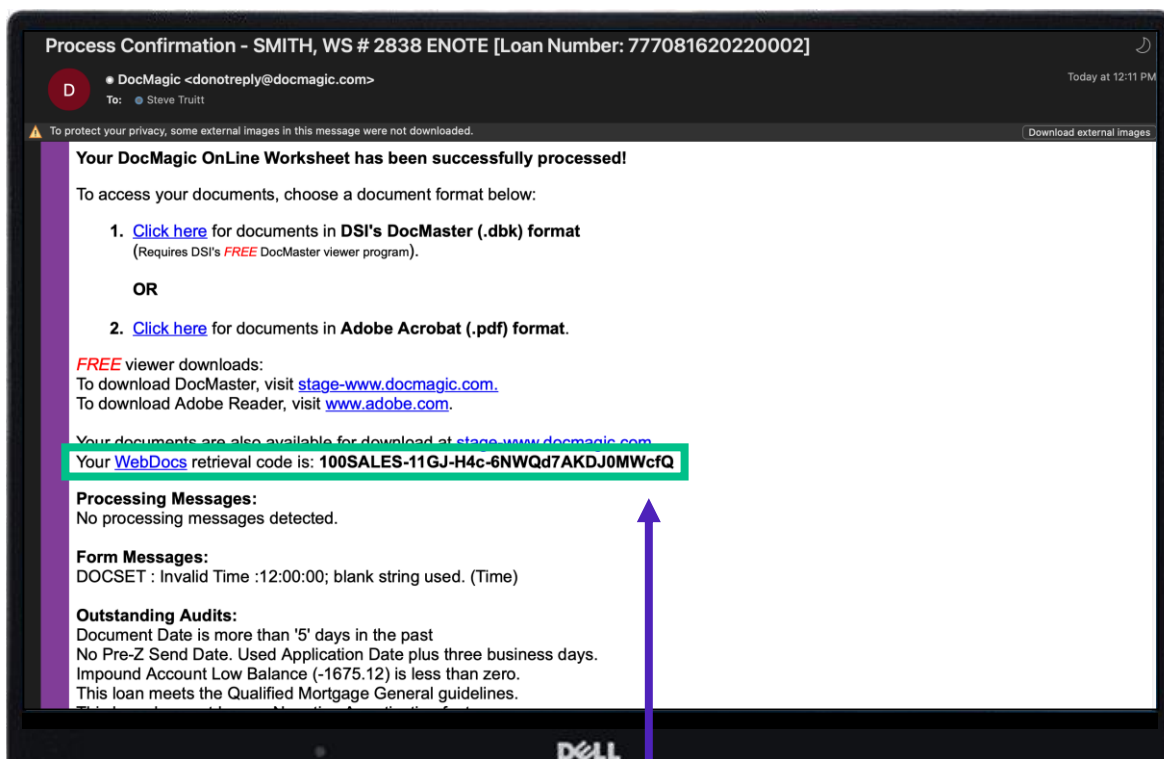 Process Confirmation - SMITH, WS # 2838 ENOTE [Loan Number: 777081620220002]
D
DocMagic <donotreply@docmagic.com>
Today at 12:11 PM
To: Steve Truitt
To protect your privacy, some external images in this message were not downloaded.
Download external images
Your DocMagic OnLine Worksheet has been successfully processed!
To access your documents, choose a document format below:
1. Click here for documents in DSI's DocMaster (.dbk) format
(Requires DSI's FREE DocMaster viewer program).
OR
2. Click here for documents in Adobe Acrobat (.pdf) format.
FREE viewer downloads:
To download DocMaster, visit stage-www.docmagic.com.
To download Adobe Reader, visit www.adobe.com.
Your documents are also available for download at stage-www.docmagic.com
Your WebDocs retrieval code is: 100SALES-11GJ-H4c-6NWQd7AKDJ0MWcfQ
Processing Messages:
No processing messages detected.
Form Messages:
DOCSET : Invalid Time :12:00:00; blank string used. (Time)
Outstanding Audits:
Document Date is more than '5' days in the past
No Pre-Z Send Date. Used Application Date plus three business days.
Impound Account Low Balance (-1675.12) is less than zero.
This loan meets the Qualified Mortgage General guidelines.
DELL